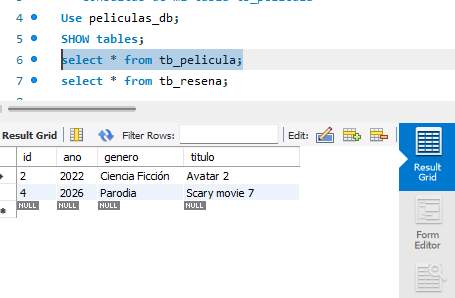 4 Use peliculas_db;
5 SHOW tables;
6 select * from tb_pelicula;
7 select * from tb_resena;
Result Grid Filter Rows: Edit:
id ano genero titulo
2 2022 Ciencia Ficción Avatar 2
4 2026 Parodia Scary movie 7
NULL NULL NULL NULL
Result
Grid
Form
Editor